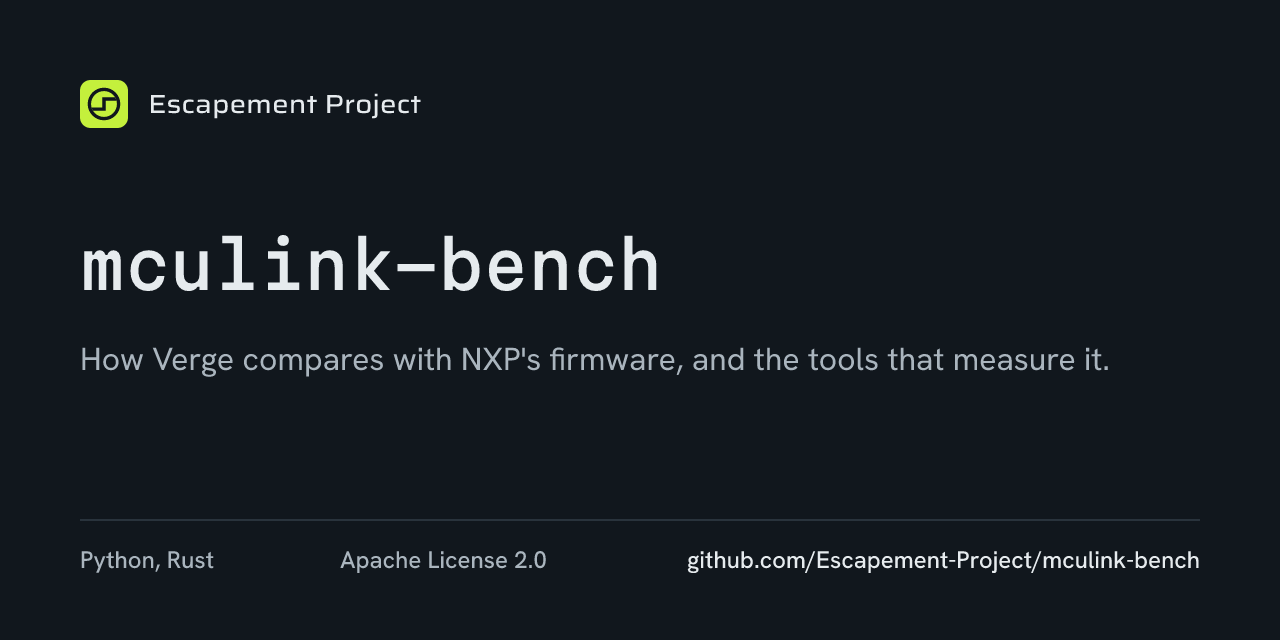 Escapement Project
mculink-bench
How Verge compares with NXP's firmware, and the tools that measure it.
Python, Rust
Apache License 2.0
github.com/Escapement-Project/mculink-bench